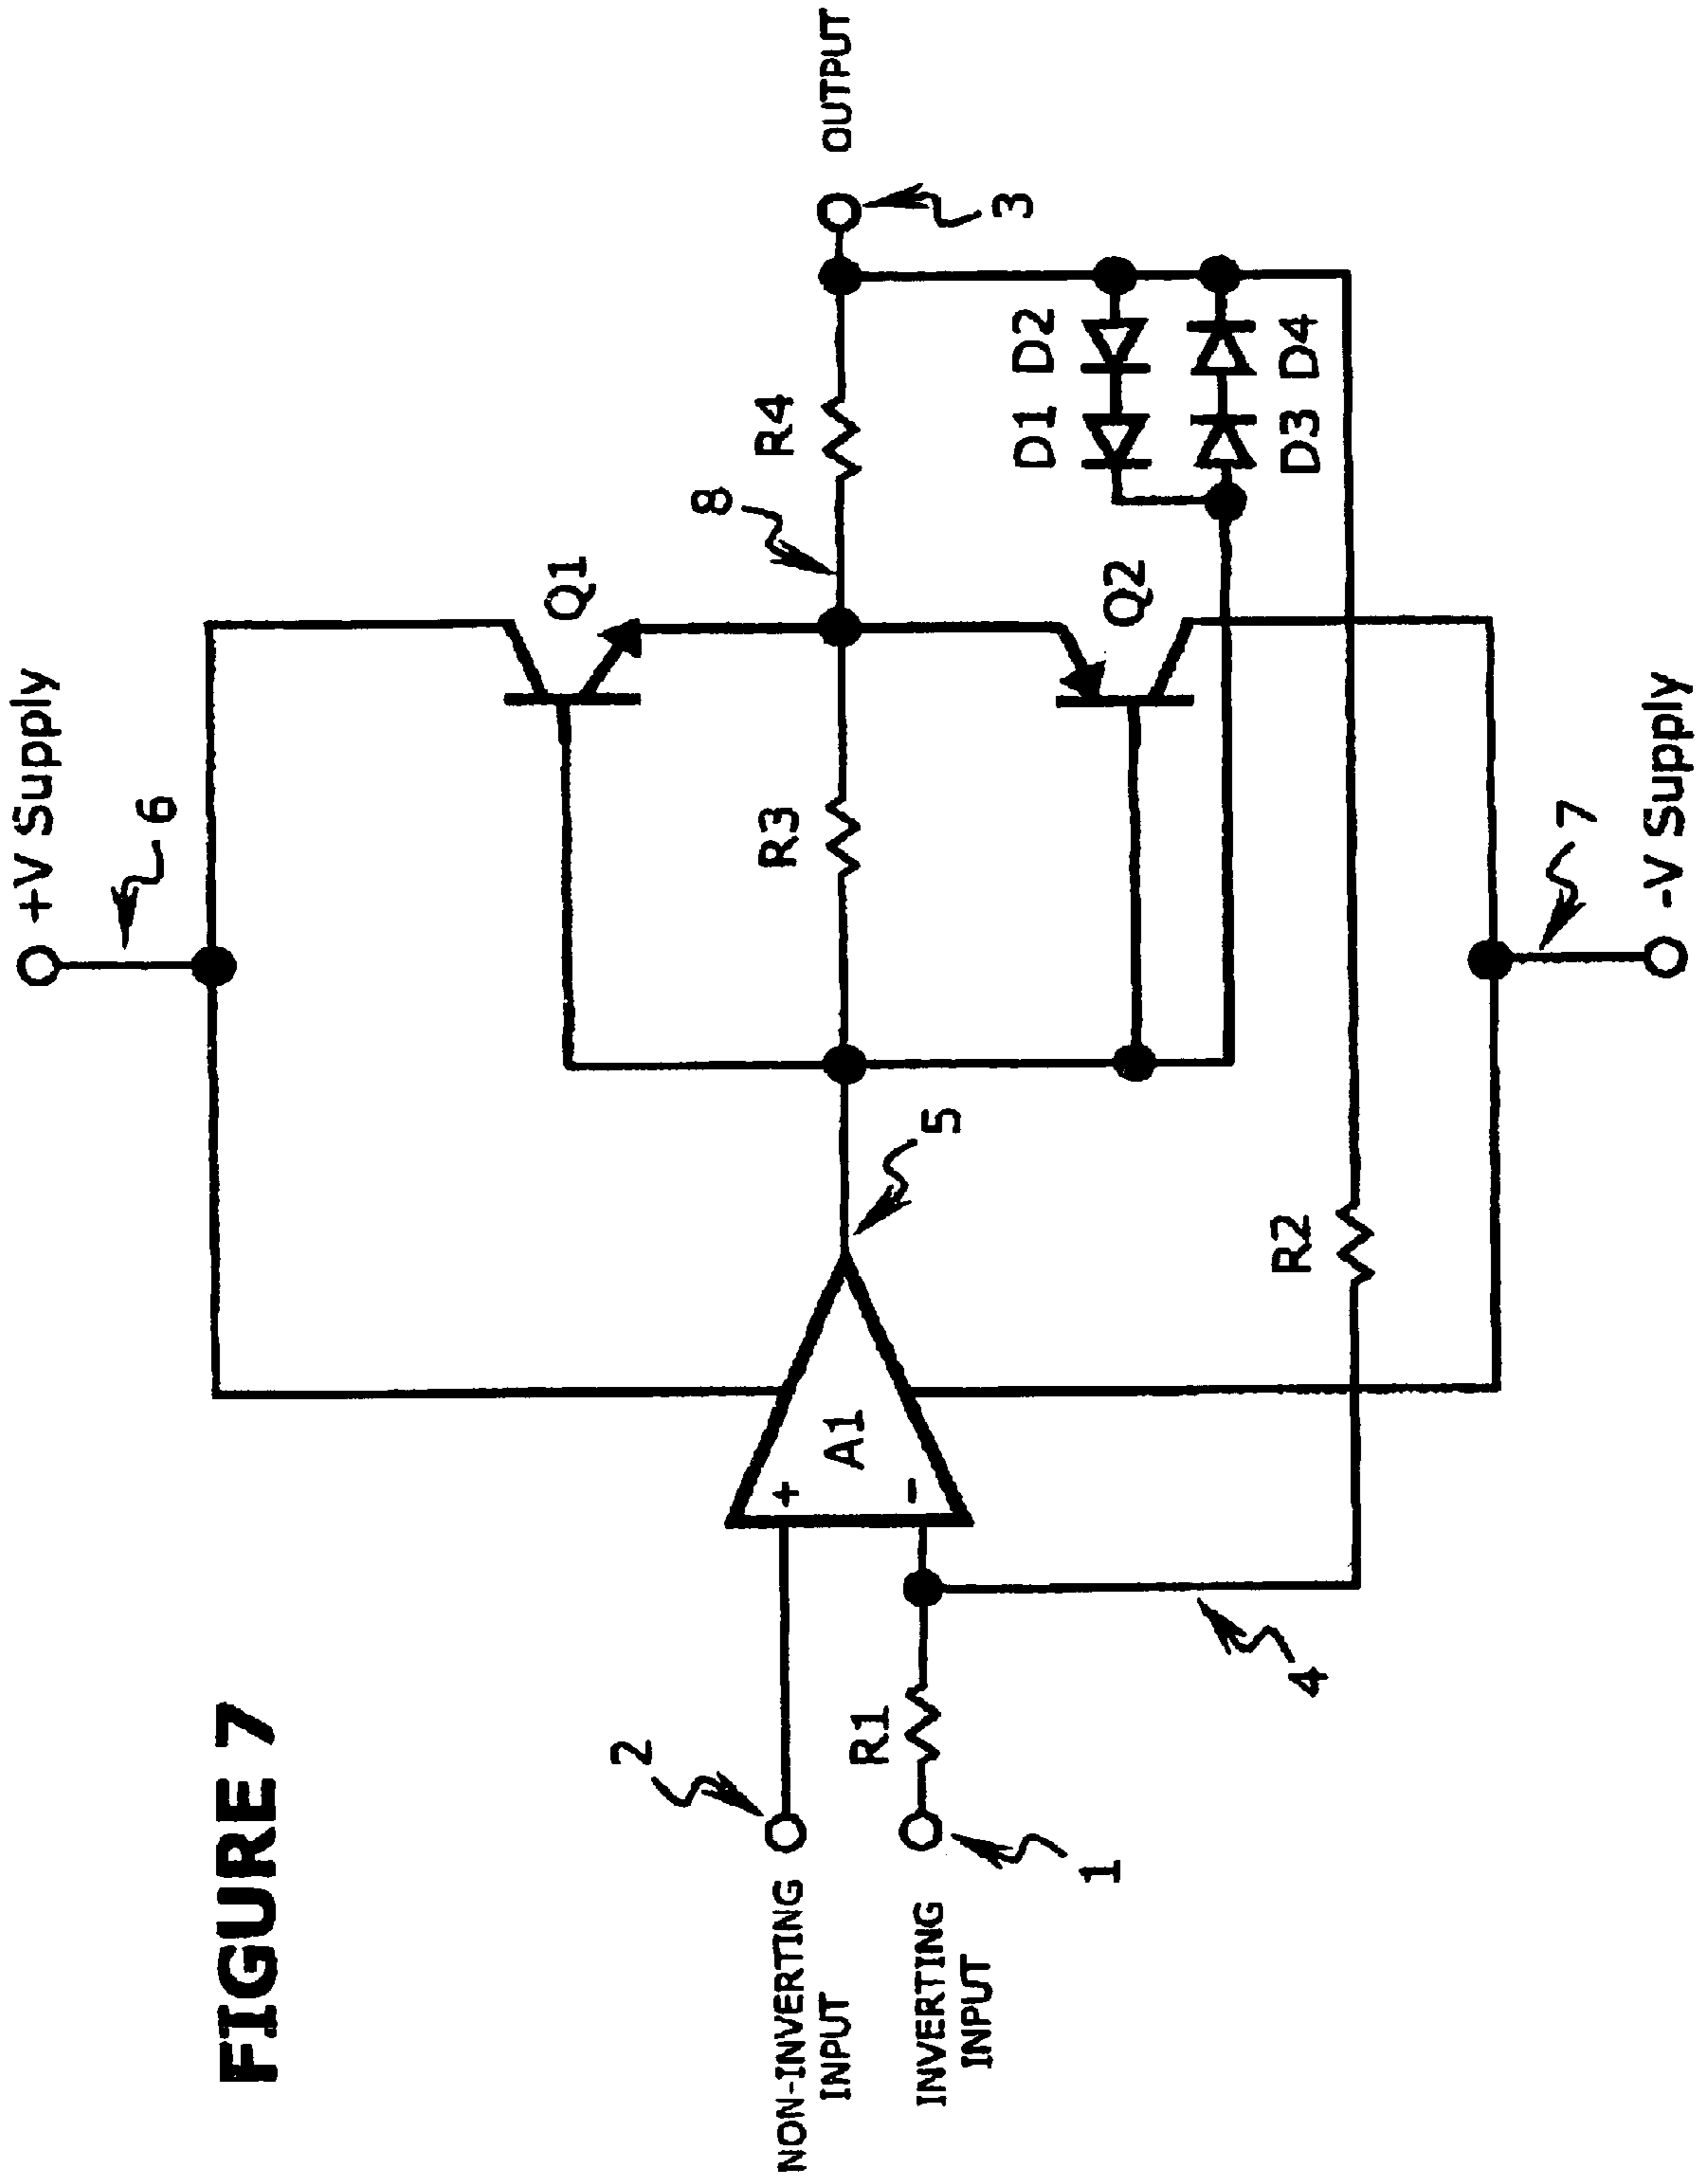 FIGURE 7
+V Supply
6
Q1
8
R4
OUTPUT
3
R3
D1 D2
D3 D4
Q2
5
A1
+
-
2
NON-INVERTING
INPUT
R1
INVERTING
INPUT
1
4
R2
7
-V Supply